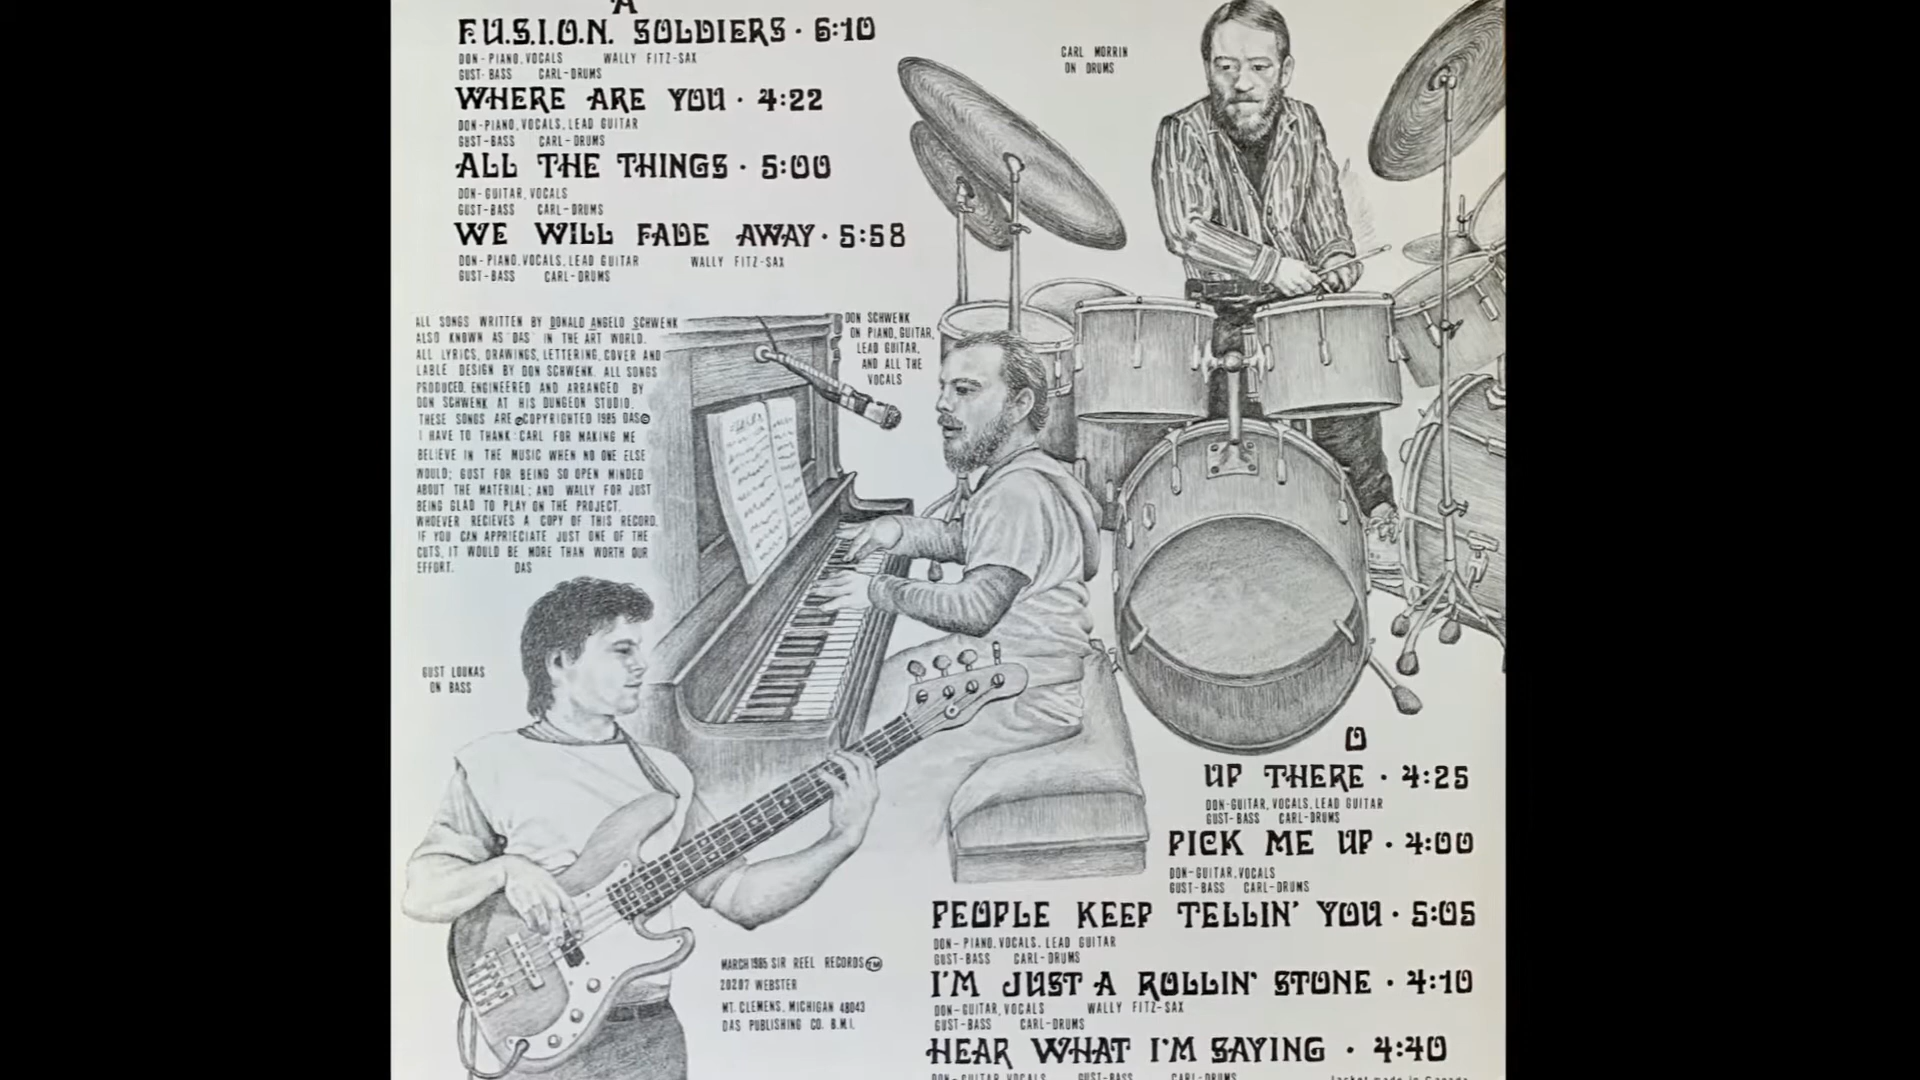 A
F.U.S.I.O.N. SOLDIERS · 6:10
DON-PIANO, VOCALS WALLY FITZ-SAX
GUST-BASS CARL-DRUMS
WHERE ARE YOU · 4:22
DON-PIANO, VOCALS, LEAD GUITAR
GUST-BASS CARL-DRUMS
ALL THE THINGS · 5:00
DON-GUITAR, VOCALS
GUST-BASS CARL-DRUMS
WE WILL FADE AWAY · 5:58
DON-PIANO, VOCALS, LEAD GUITAR WALLY FITZ-SAX
GUST-BASS CARL-DRUMS
CARL MORRIN
ON DRUMS
ALL SONGS WRITTEN BY DONALD ANGELO SCHWENK
ALSO KNOWN AS "DAS" IN THE ART WORLD.
ALL LYRICS, DRAWINGS, LETTERING, COVER AND
LABLE DESIGN BY DON SCHWENK. ALL SONGS
PRODUCED, ENGINEERED AND ARRANGED BY
DON SCHWENK AT HIS DUNGEON STUDIO.
THESE SONGS ARE ©COPYRIGHTED 1985 DAS©
I HAVE TO THANK: CARL FOR MAKING ME
BELIEVE IN THE MUSIC WHEN NO ONE ELSE
WOULD; GUST FOR BEING SO OPEN MINDED
ABOUT THE MATERIAL; AND WALLY FOR JUST
BEING GLAD TO PLAY ON THE PROJECT.
WHOEVER RECIEVES A COPY OF THIS RECORD,
IF YOU CAN APPRIECIATE JUST ONE OF THE
CUTS, IT WOULD BE MORE THAN WORTH OUR
EFFORT. DAS
DON SCHWENK
ON PIANO, GUITAR,
LEAD GUITAR,
AND ALL THE
VOCALS
GUST LOUKAS
ON BASS
MARCH 1985 SIR REEL RECORDS TM
20207 WEBSTER
MT. CLEMENS, MICHIGAN 48043
DAS PUBLISHING CO. B.M.I.
O
UP THERE · 4:25
DON-GUITAR, VOCALS, LEAD GUITAR
GUST-BASS CARL-DRUMS
PICK ME UP · 4:00
DON-GUITAR, VOCALS
GUST-BASS CARL-DRUMS
PEOPLE KEEP TELLIN' YOU · 5:05
DON-PIANO, VOCALS, LEAD GUITAR
GUST-BASS CARL-DRUMS
I'M JUST A ROLLIN' STONE · 4:10
DON-GUITAR, VOCALS WALLY FITZ-SAX
GUST-BASS CARL-DRUMS
HEAR WHAT I'M SAYING · 4:40
DON-GUITAR, VOCALS GUST-BASS CARL-DRUMS
Jacket made in Canada